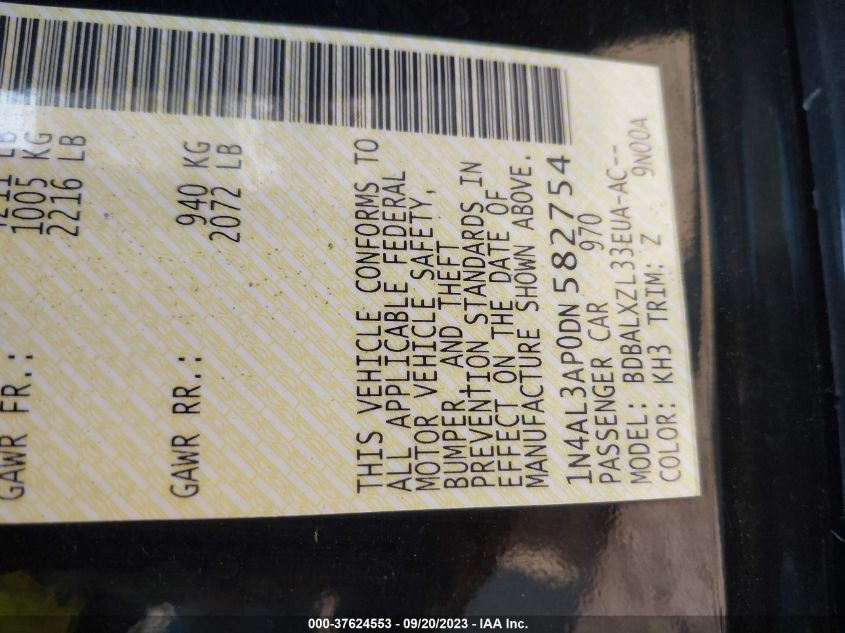 1005 KG
2216 LB
GAWR FR.:
940 KG
GAWR RR.: 2072 LB
THIS VEHICLE CONFORMS TO
ALL APPLICABLE FEDERAL
MOTOR VEHICLE SAFETY,
BUMPER, AND THEFT
PREVENTION STANDARDS IN
EFFECT ON THE DATE OF
MANUFACTURE SHOWN ABOVE.
1N4AL3AP0DN582754
PASSENGER CAR 970
MODEL: BDBALXZL33EUA-AC--
COLOR: KH3 TRIM: Z 9N00A
000-37624553 - 09/20/2023 - IAA Inc.